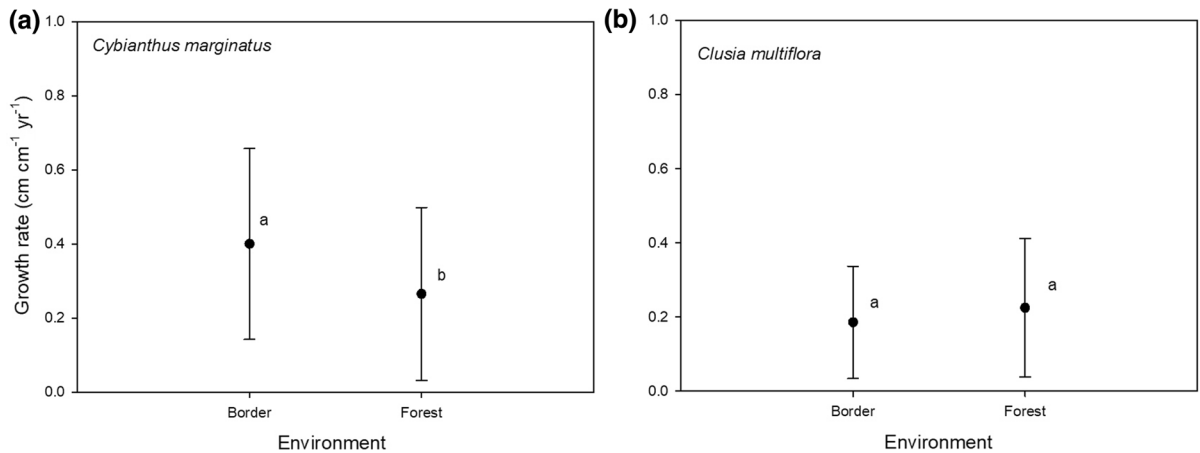 (a)
Cybianthus marginatus
Growth rate (cm cm⁻¹ yr⁻¹)
1.0
0.8
0.6
0.4
0.2
0.0
a
b
Border
Forest
Environment
(b)
Clusia multiflora
1.0
0.8
0.6
0.4
0.2
0.0
a
a
Border
Forest
Environment